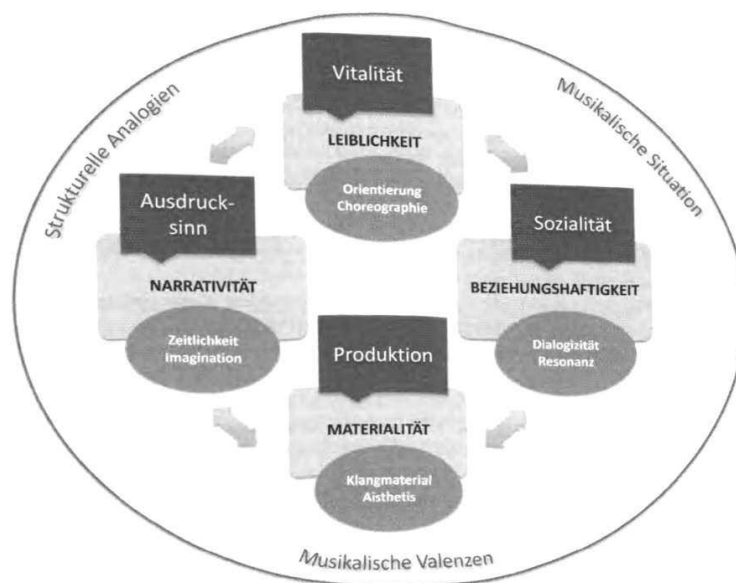 Strukturelle Analogien
Musikalische Situation
Vitalität
LEIBLICHKEIT
Orientierung
Choreographie
Ausdruck-
sinn
NARRATIVITÄT
Zeitlichkeit
Imagination
Sozialität
BEZIEHUNGSHAFTIGKEIT
Dialogizität
Resonanz
Produktion
MATERIALITÄT
Klangmaterial
Aisthetis
Musikalische Valenzen